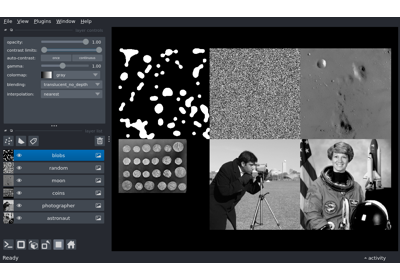 File View Plugins Window Help
opacity: 1.00
contrast limits:
auto-contrast: once continuous
gamma: 1.00
colormap: gray
blending: translucent_no_depth
interpolation: nearest
blobs
random
moon
coins
photographer
astronaut
Ready activity